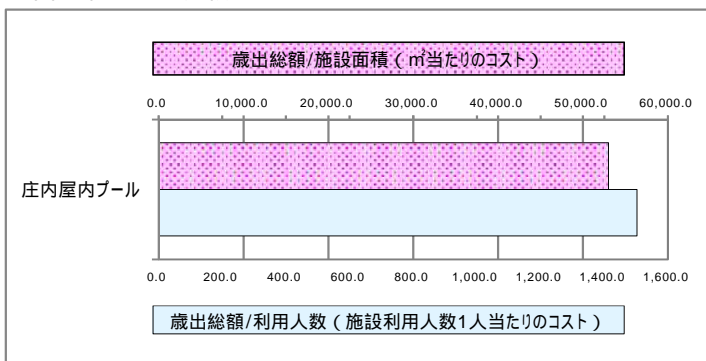 歳出総額/施設面積(㎡当たりのコスト)
0.0 10,000.0 20,000.0 30,000.0 40,000.0 50,000.0 60,000.0
庄内屋内プール
0.0 200.0 400.0 600.0 800.0 1,000.0 1,200.0 1,400.0 1,600.0
歳出総額/利用人数(施設利用人数1人当たりのコスト)